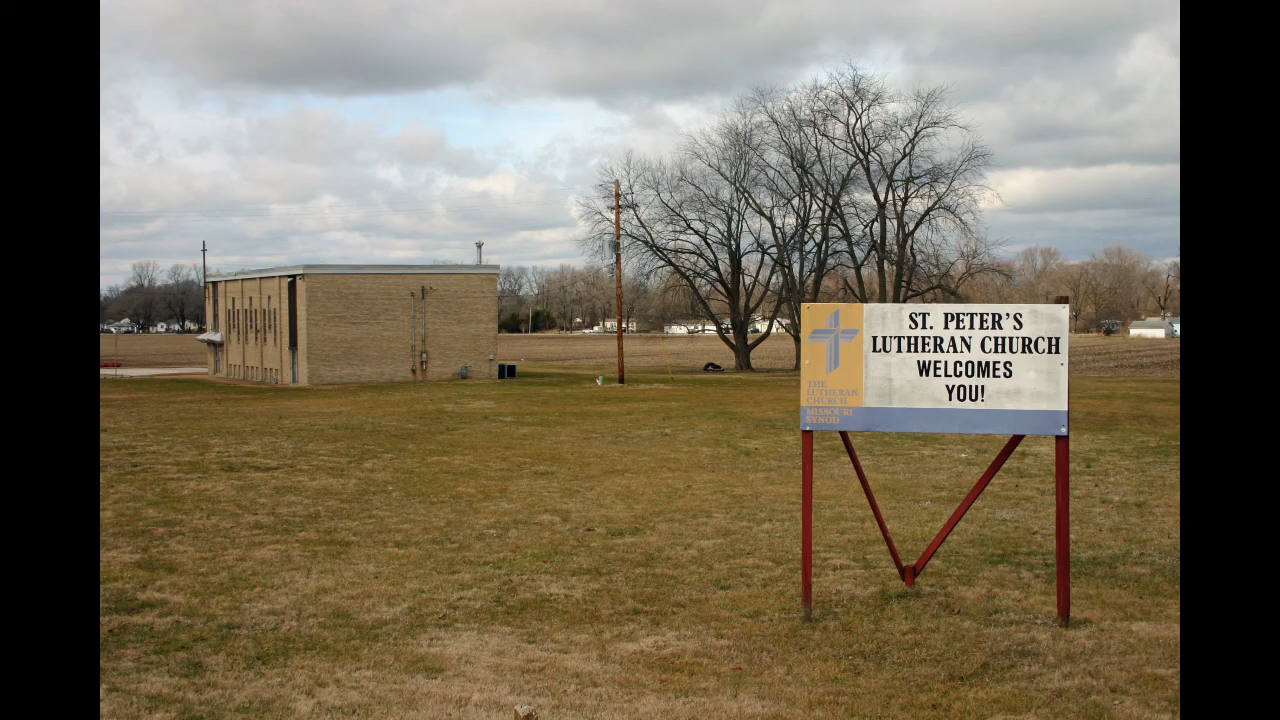 ST. PETER'S
LUTHERAN CHURCH
WELCOMES
YOU!
THE
LUTHERAN
CHURCH
MISSOURI
SYNOD